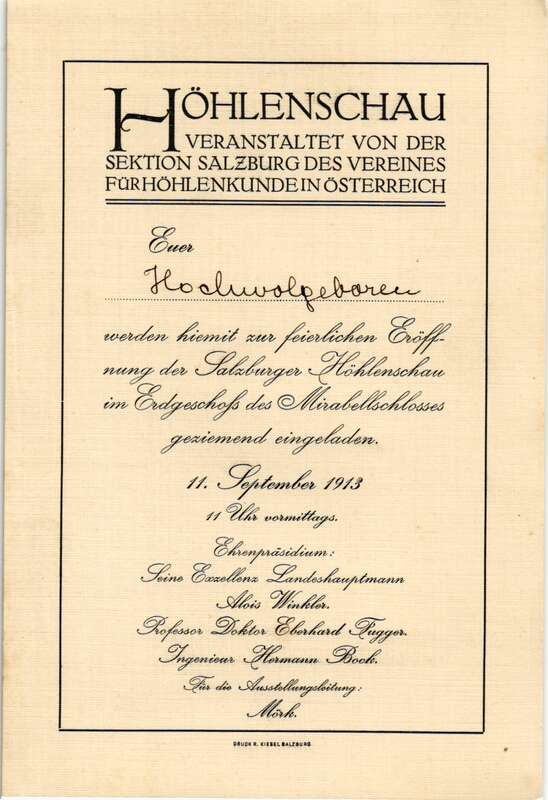 HÖHLENSCHAU
VERANSTALTET VON DER
SEKTION SALZBURG DES VEREINES
FÜR HÖHLENKUNDE IN ÖSTERREICH
Euer
Hochwolgeboren
werden hiemit zur feierlichen Eröff-
nung der Salzburger Höhlenschau
im Erdgeschoß des Mirabellschlosses
geziemend eingeladen.
11. September 1913
11 Uhr vormittags.
Ehrenpräsidium:
Seine Exzellenz Landeshauptmann
Alois Winkler.
Professor Doktor Eberhard Fugger.
Ingenieur Hermann Bock.
Für die Ausstellungsleitung:
Mörk.
DRUCK R. KIESEL SALZBURG